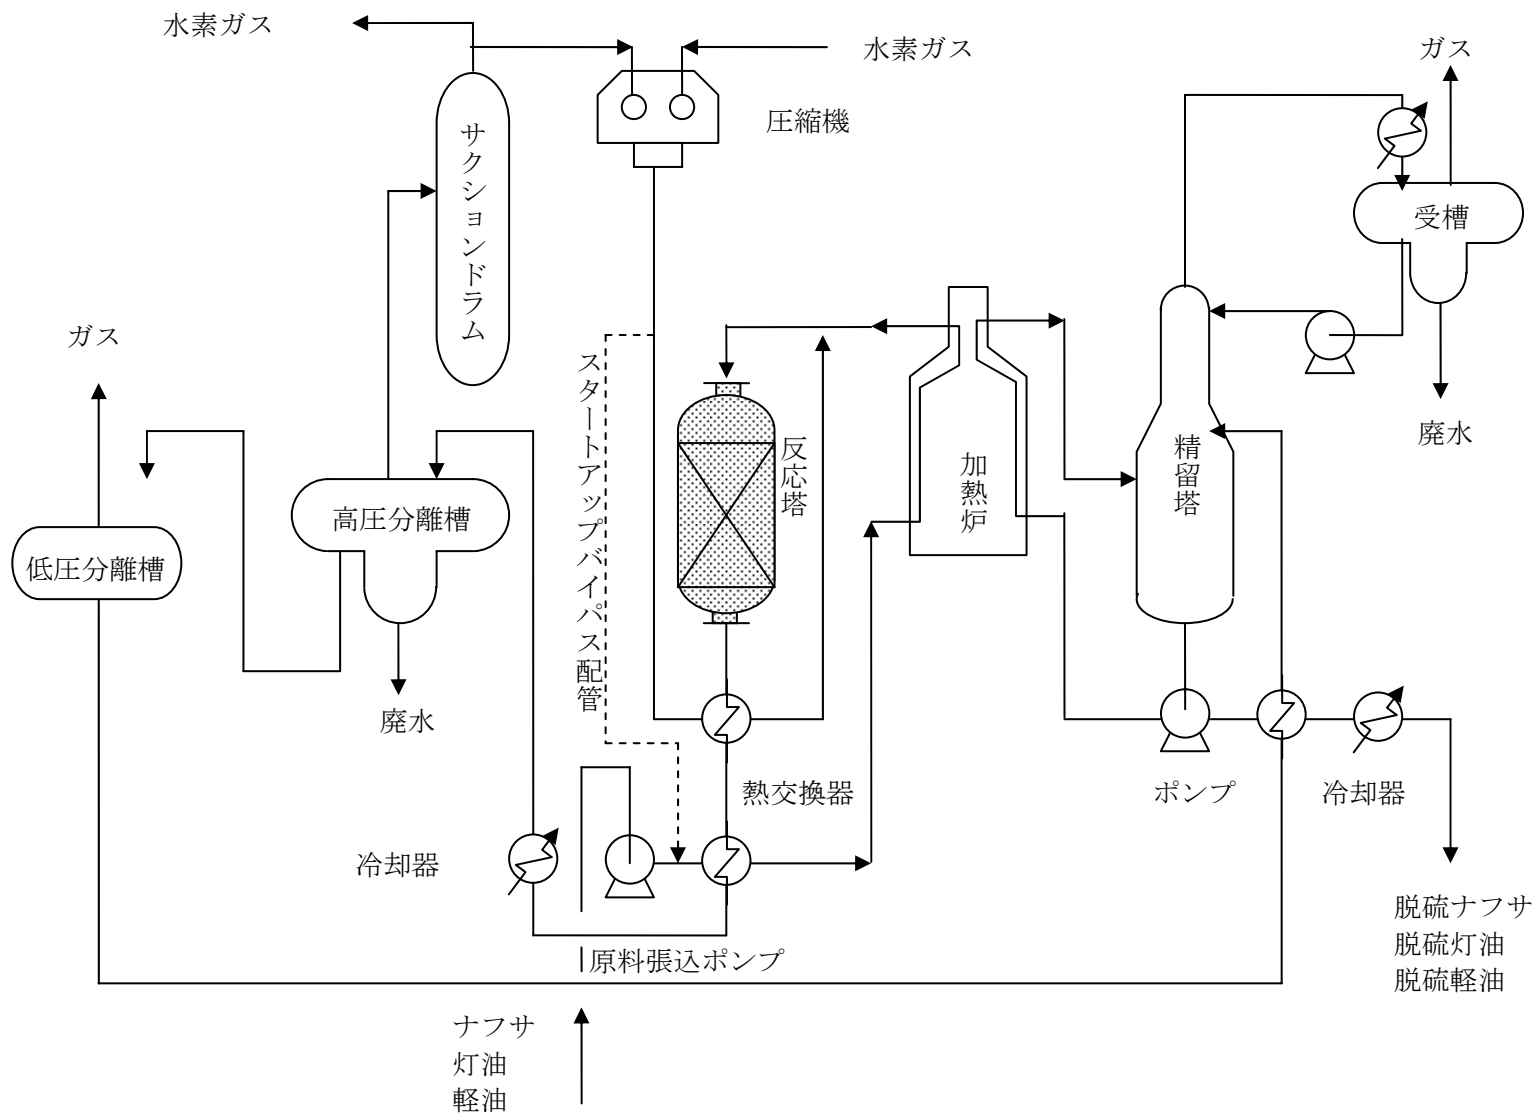 水素ガス
水素ガス
ガス
圧縮機
サクションドラム
受槽
ガス
スタートアップバイパス配管
反応塔
加熱炉
精留塔
廃水
高圧分離槽
低圧分離槽
廃水
熱交換器
ポンプ
冷却器
冷却器
原料張込ポンプ
脱硫ナフサ
脱硫灯油
脱硫軽油
ナフサ
灯油
軽油